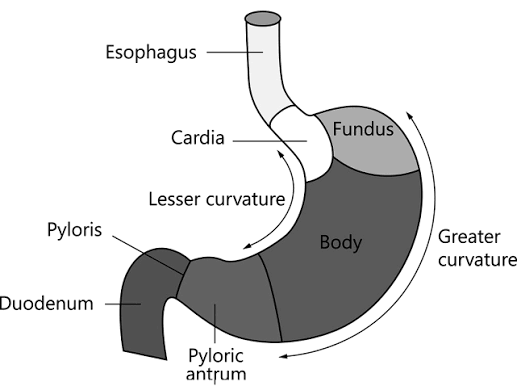 Esophagus
Fundus
Cardia
Lesser curvature
Pyloris
Body
Greater
curvature
Duodenum
Pyloric
antrum